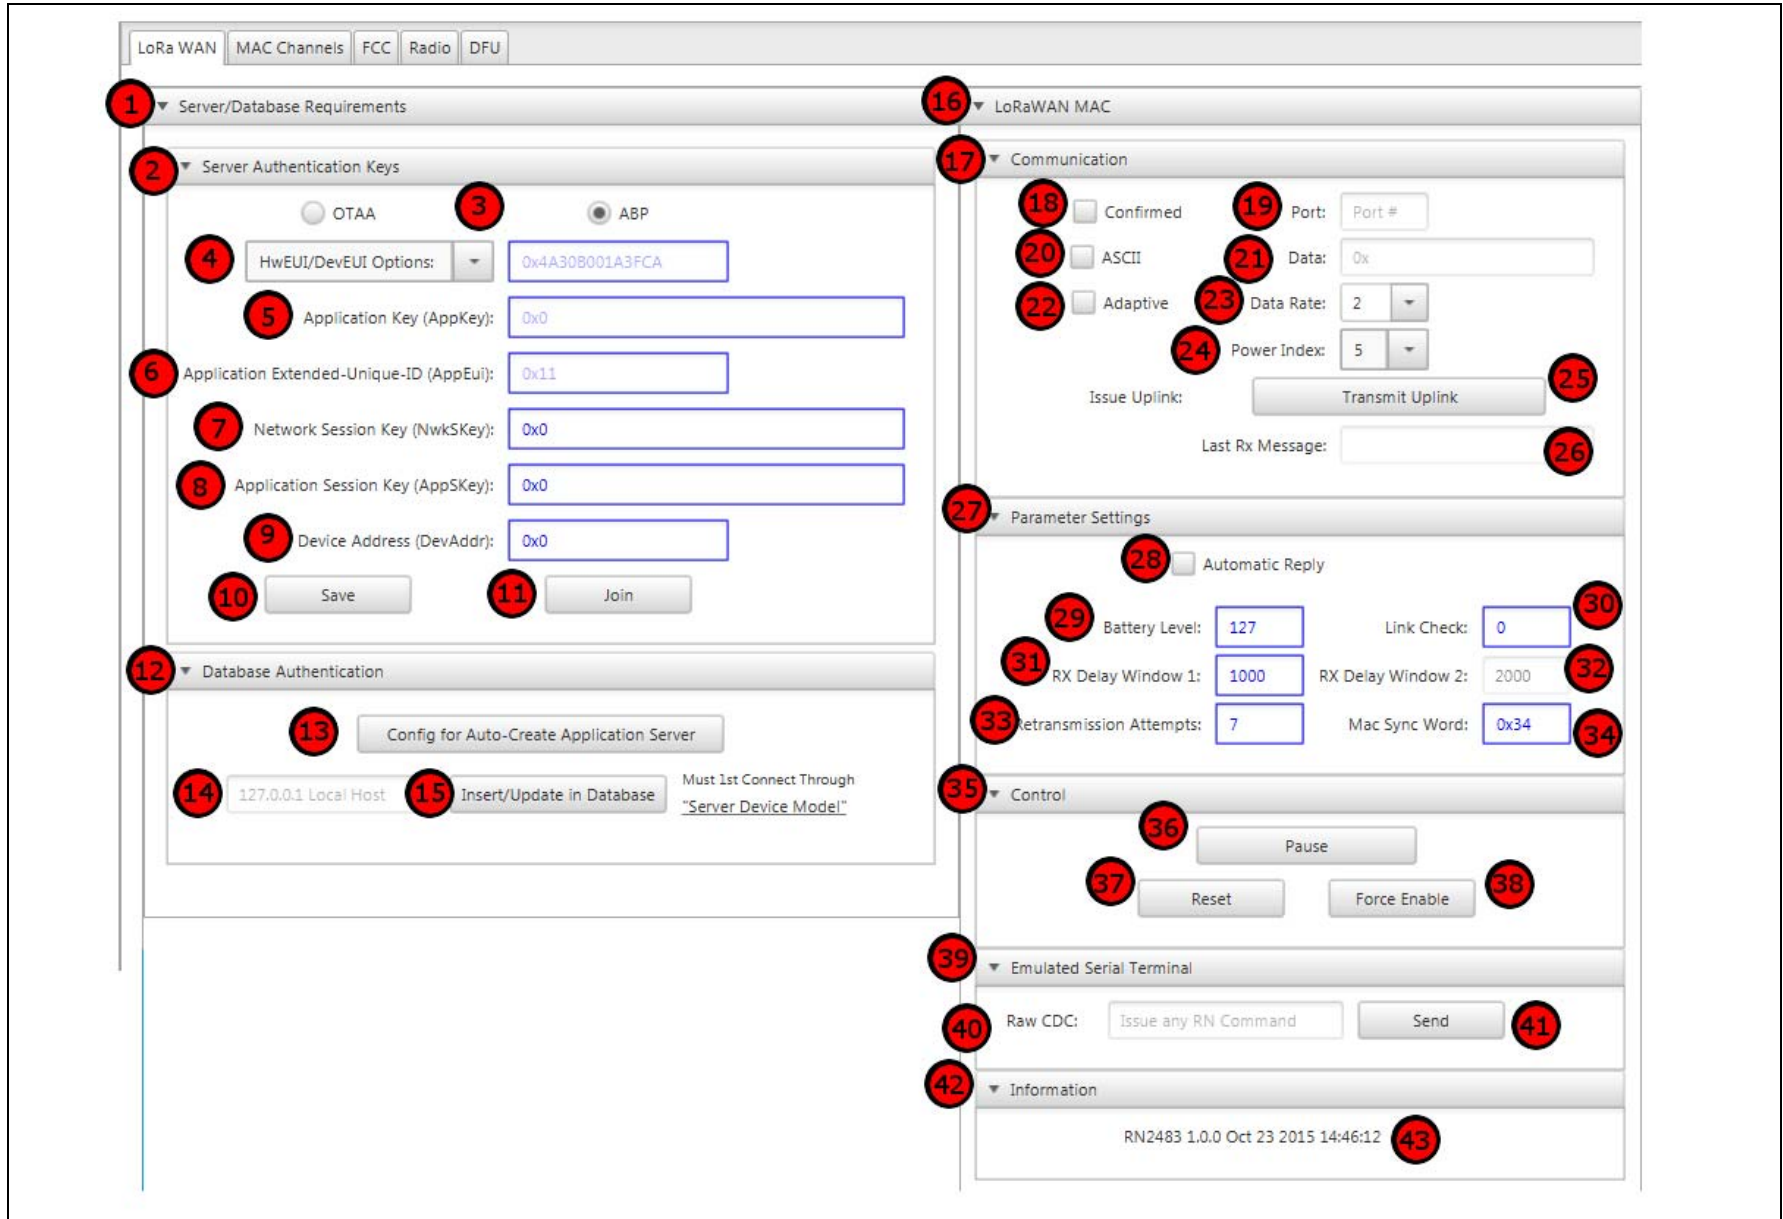 LoRa WAN MAC Channels FCC Radio DFU
1 Server/Database Requirements
2 Server Authentication Keys
OTAA 3 ABP
4 HwEUI/DevEUI Options: 0x4A30B001A3FCA
5 Application Key (AppKey): 0x0
6 Application Extended-Unique-ID (AppEui): 0x11
7 Network Session Key (NwkSKey): 0x0
8 Application Session Key (AppSKey): 0x0
9 Device Address (DevAddr): 0x0
10 Save 11 Join
12 Database Authentication
13 Config for Auto-Create Application Server
14 127.0.0.1 Local Host 15 Insert/Update in Database
Must 1st Connect Through
"Server Device Model"
16 LoRaWAN MAC
17 Communication
18 Confirmed 19 Port: Port #
20 ASCII 21 Data: 0x
22 Adaptive 23 Data Rate: 2
24 Power Index: 5
Issue Uplink: Transmit Uplink 25
Last Rx Message: 26
27 Parameter Settings
28 Automatic Reply
29 Battery Level: 127 Link Check: 0 30
31 RX Delay Window 1: 1000 RX Delay Window 2: 2000 32
33 Retransmission Attempts: 7 Mac Sync Word: 0x34 34
35 Control
36 Pause
37 Reset Force Enable 38
39 Emulated Serial Terminal
40 Raw CDC: Issue any RN Command Send 41
42 Information
RN2483 1.0.0 Oct 23 2015 14:46:12 43